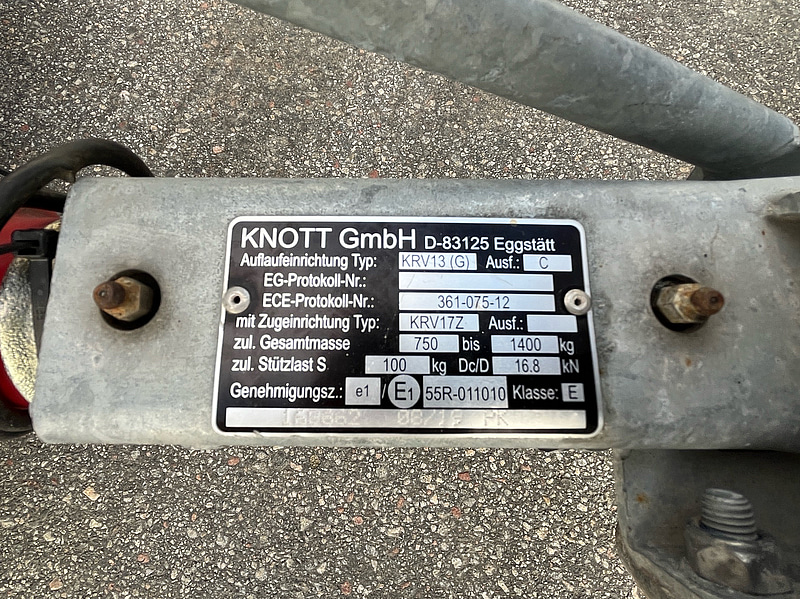 KNOTT GmbH D-83125 Eggstätt
Auflaufeinrichtung Typ: KRV13 (G) Ausf.: C
EG-Protokoll-Nr.:
ECE-Protokoll-Nr.: 361-075-12
mit Zugeinrichtung Typ: KRV17Z Ausf.:
zul. Gesamtmasse 750 bis 1400 kg
zul. Stützlast S 100 kg Dc/D 16.8 kN
Genehmigungsz.: e1 / E1 55R-011010 Klasse: E
PK